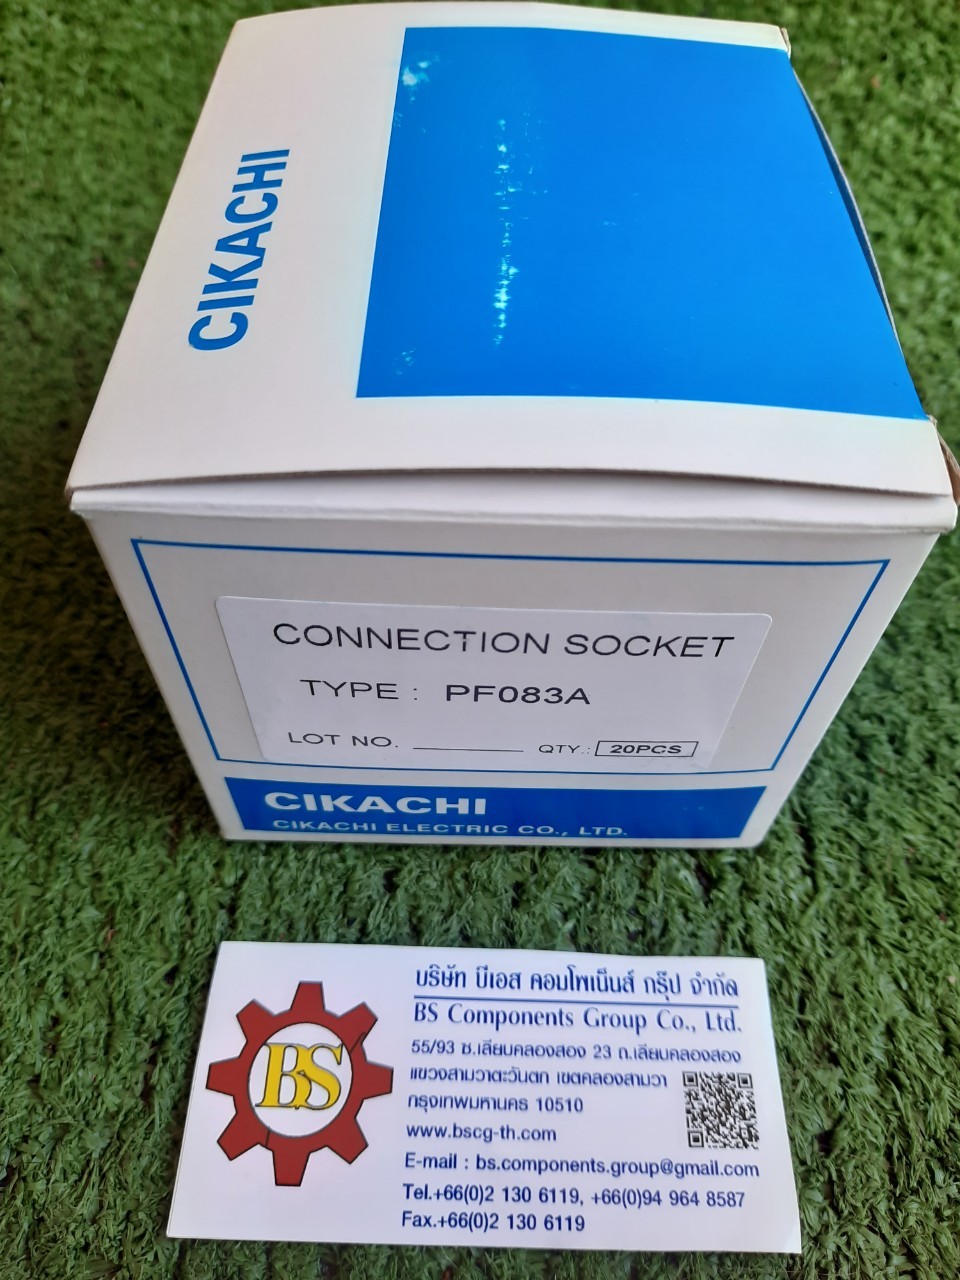 CIKACHI
CONNECTION SOCKET
TYPE : PF083A
LOT NO. ________ QTY.: 20PCS
CIKACHI
CIKACHI ELECTRIC CO., LTD.
BS
บริษัท บีเอส คอมโพเน็นส์ กรุ๊ป จำกัด
BS Components Group Co., Ltd.
55/93 ซ.เลียบคลองสอง 23 ถ.เลียบคลองสอง
แขวงสามวาตะวันตก เขตคลองสามวา
กรุงเทพมหานคร 10510
www.bscg-th.com
E-mail : bs.components.group@gmail.com
Tel.+66(0)2 130 6119, +66(0)94 964 8587
Fax.+66(0)2 130 6119